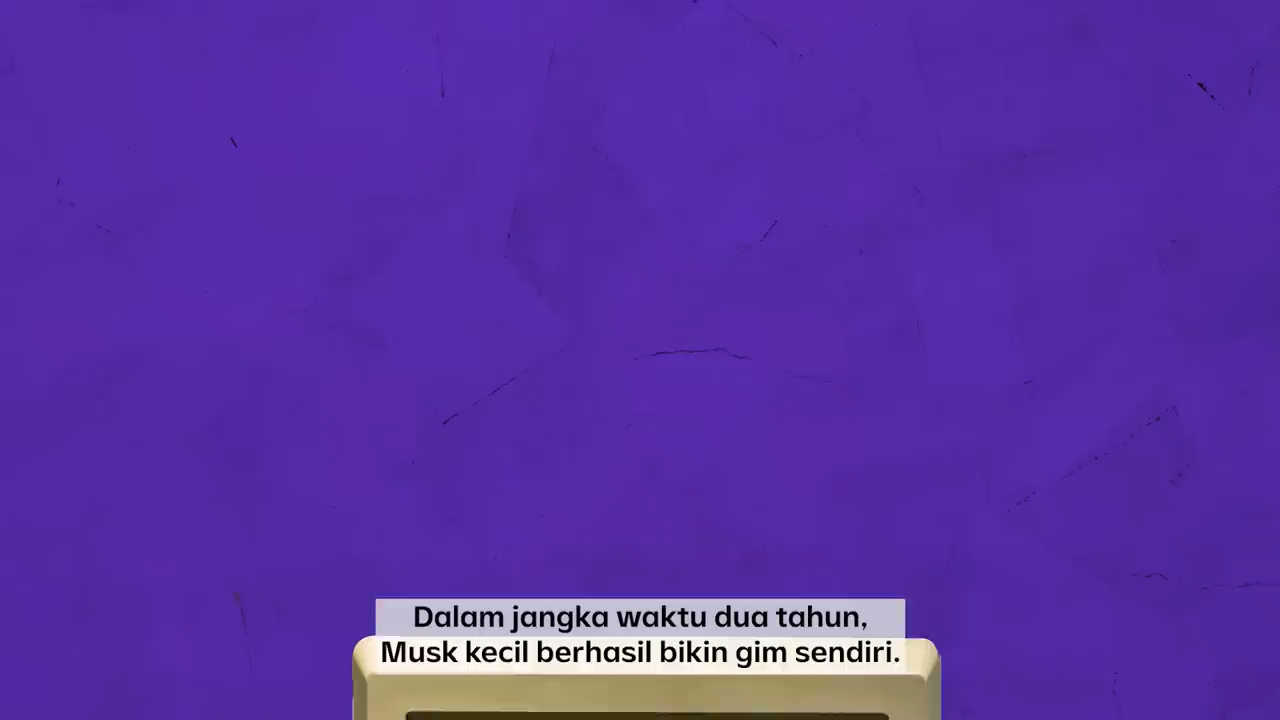 Dalam jangka waktu dua tahun,
Musk kecil berhasil bikin gim sendiri.